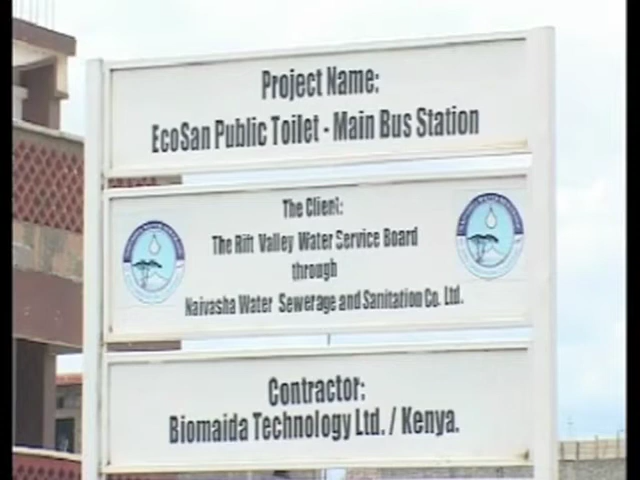 Project Name:
EcoSan Public Toilet - Main Bus Station
The Client:
The Rift Valley Water Service Board
through
Naivasha Water Sewerage and Sanitation Co. Ltd.
Contractor:
Biomaida Technology Ltd. / Kenya.